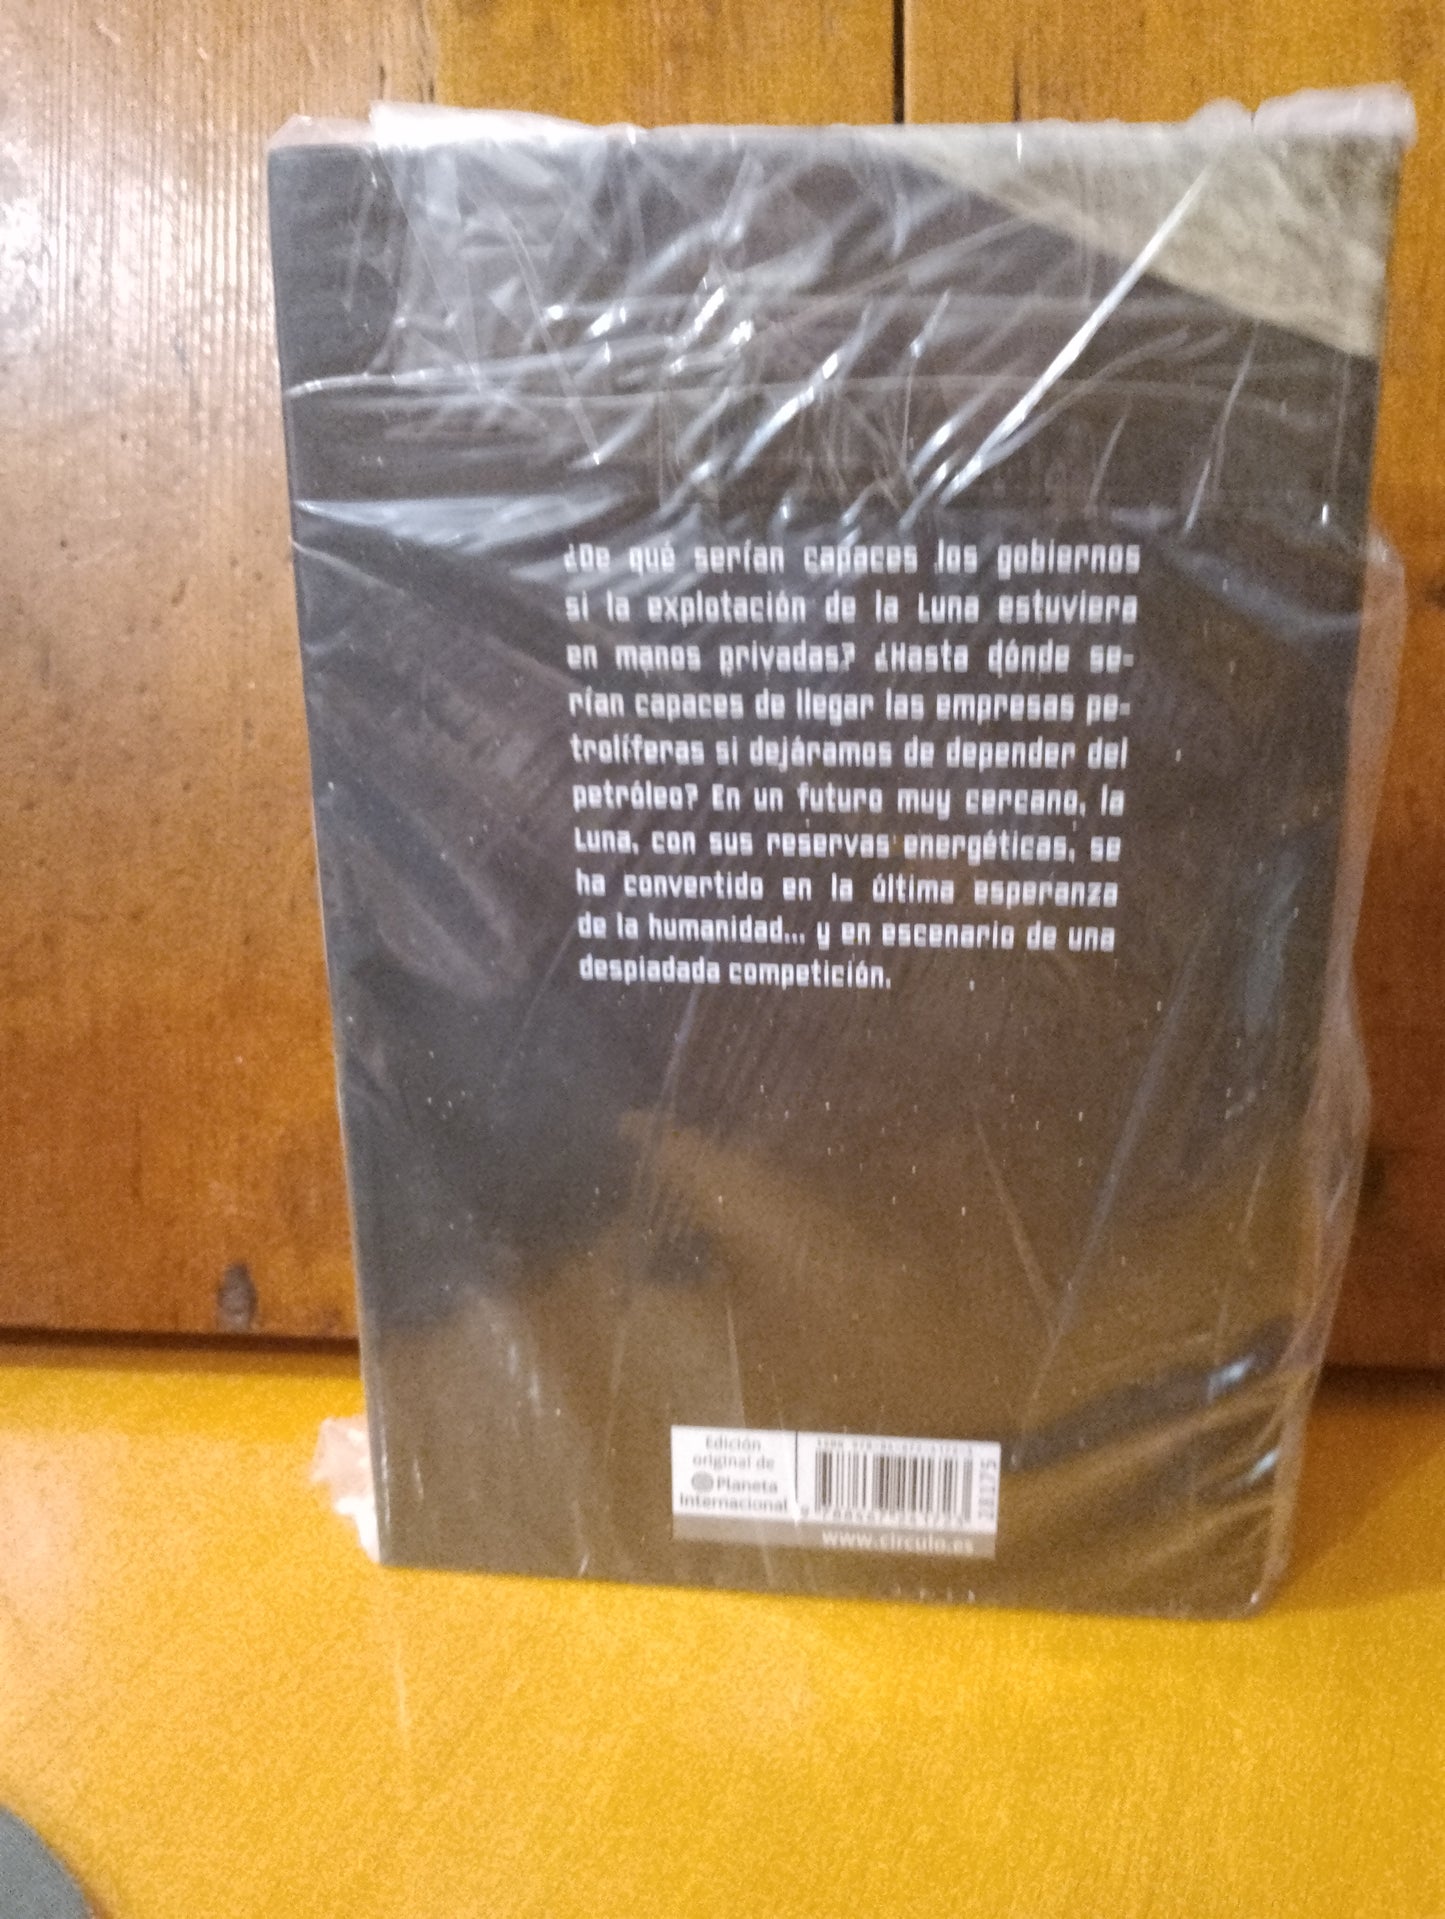 ¿De qué serían capaces los gobiernos
si la explotación de la Luna estuviera
en manos privadas? ¿Hasta dónde se-
rían capaces de llegar las empresas pe-
trolíferas si dejáramos de depender del
petróleo? En un futuro muy cercano, la
Luna, con sus reservas energéticas, se
ha convertido en la última esperanza
de la humanidad... y en escenario de una
despiadada competición.
Edición
original de
Planeta
Internacional
28175
www.circulo.es